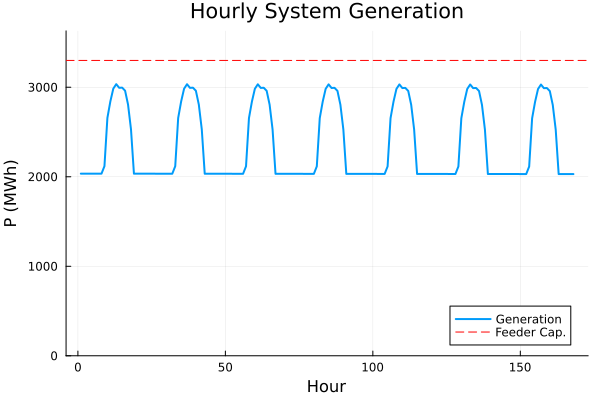 Hourly System Generation
P (MWh)
3000
2000
1000
0
0 50 100 150
Hour
Generation
Feeder Cap.